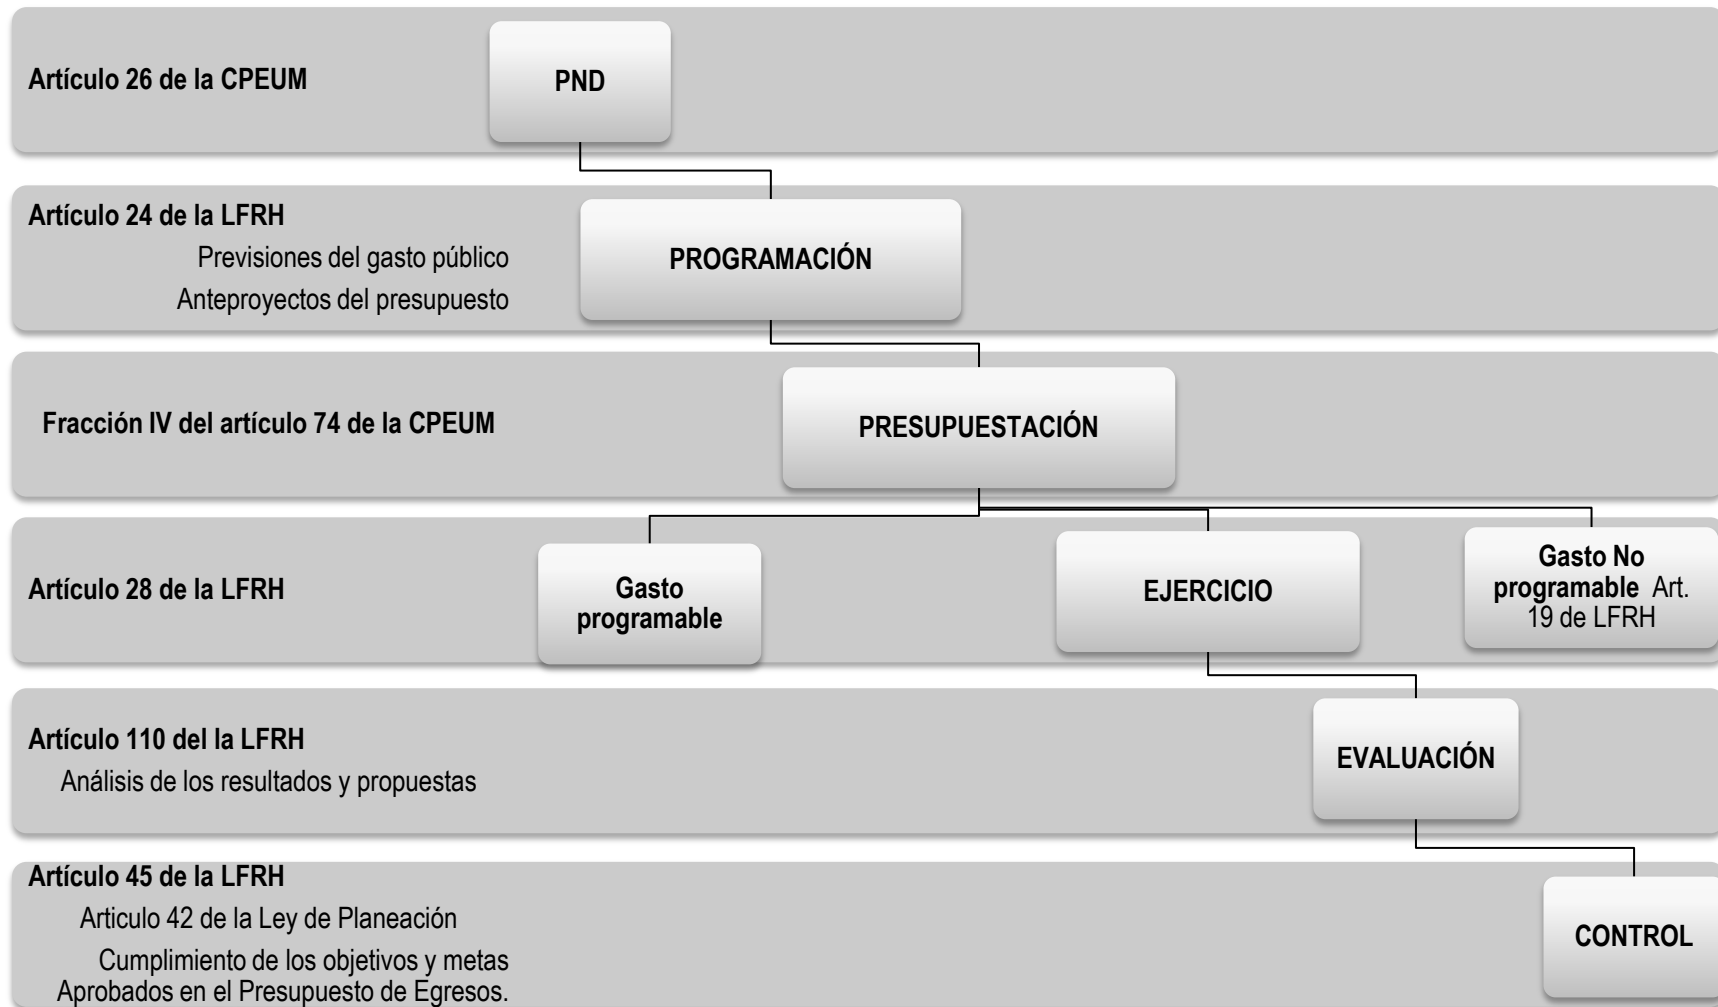 Artículo 26 de la CPEUM
PND
Artículo 24 de la LFRH
Previsiones del gasto público
Anteproyectos del presupuesto
PROGRAMACIÓN
Fracción IV del artículo 74 de la CPEUM
PRESUPUESTACIÓN
Artículo 28 de la LFRH
Gasto
programable
EJERCICIO
Gasto No
programable Art.
19 de LFRH
Artículo 110 del la LFRH
Análisis de los resultados y propuestas
EVALUACIÓN
Artículo 45 de la LFRH
Articulo 42 de la Ley de Planeación
Cumplimiento de los objetivos y metas
Aprobados en el Presupuesto de Egresos.
CONTROL